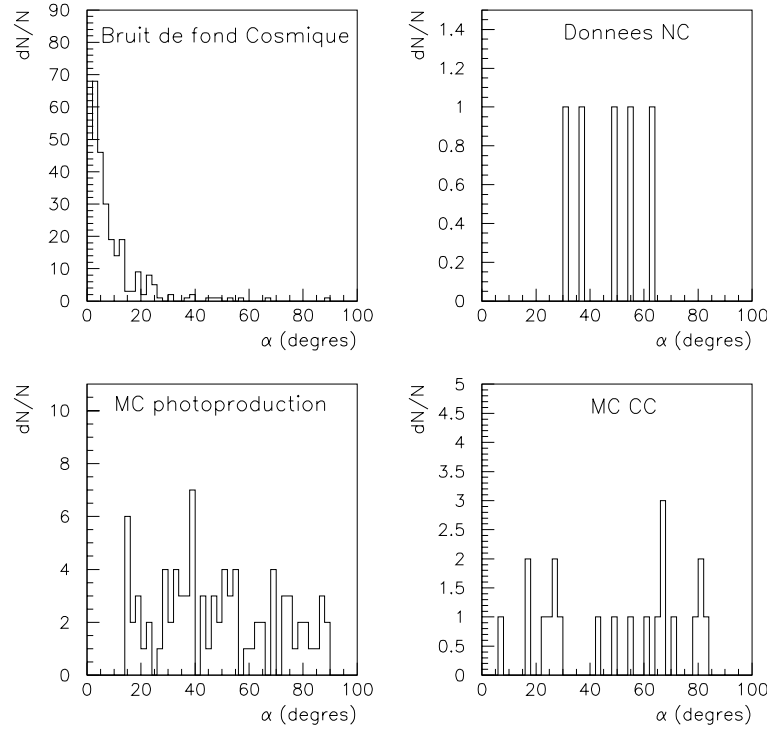 dN/N
90
80
70
60
50
40
30
20
10
0
Bruit de fond Cosmique
0 20 40 60 80 100
α (degres)
dN/N
1.4
1.2
1
0.8
0.6
0.4
0.2
0
Donnees NC
0 20 40 60 80 100
α (degres)
dN/N
10
8
6
4
2
0
MC photoproduction
0 20 40 60 80 100
α (degres)
dN/N
5
4.5
4
3.5
3
2.5
2
1.5
1
0.5
0
MC CC
0 20 40 60 80 100
α (degres)